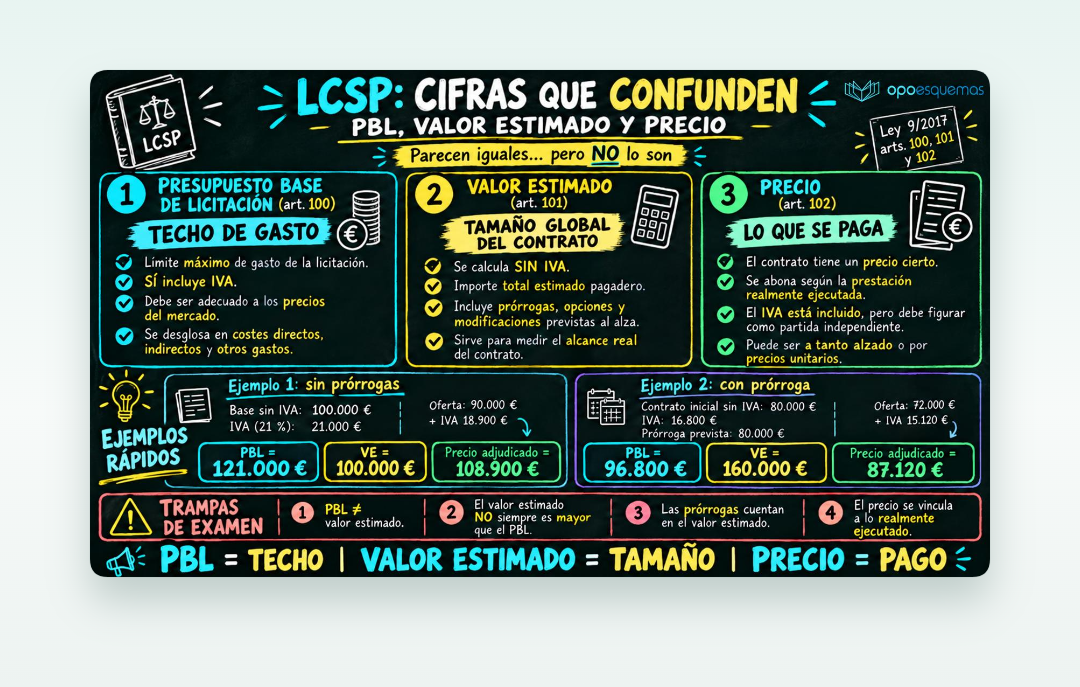 LCSP
LCSP: CIFRAS QUE CONFUNDEN
PBL, VALOR ESTIMADO Y PRECIO
Parecen iguales... pero NO lo son
opoesquemas
Ley 9/2017
arts. 100, 101
y 102
1 PRESUPUESTO BASE
DE LICITACIÓN (art. 100)
TECHO DE GASTO
€
Límite máximo de gasto de la licitación.
SÍ incluye IVA.
Debe ser adecuado a los precios
del mercado.
Se desglosa en costes directos,
indirectos y otros gastos.
2 VALOR ESTIMADO
(art. 101)
TAMAÑO GLOBAL
DEL CONTRATO
Se calcula SIN IVA.
Importe total estimado pagadero.
Incluye prórrogas, opciones y
modificaciones previstas al alza.
Sirve para medir el alcance real
del contrato.
3 PRECIO
(art. 102)
LO QUE SE PAGA
€
El contrato tiene un precio cierto.
Se abona según la prestación
realmente ejecutada.
El IVA está incluido, pero debe figurar
como partida independiente.
Puede ser a tanto alzado o por
precios unitarios.
EJEMPLOS
RÁPIDOS
Ejemplo 1: sin prórrogas
Base sin IVA: 100.000 €
IVA (21 %): 21.000 €
Oferta: 90.000 €
+ IVA 18.900 €
PBL =
121.000 €
VE =
100.000 €
Precio adjudicado =
108.900 €
Ejemplo 2: con prórroga
Contrato inicial sin IVA: 80.000 €
IVA: 16.800 €
Prórroga prevista: 80.000 €
Oferta: 72.000 €
+ IVA 15.120 €
PBL =
96.800 €
VE =
160.000 €
Precio adjudicado =
87.120 €
TRAMPAS
DE EXAMEN
1 PBL ≠
valor estimado.
2 El valor estimado
NO siempre es mayor
que el PBL.
3 Las prórrogas cuentan
en el valor estimado.
4 El precio se vincula
a lo realmente
ejecutado.
PBL = TECHO | VALOR ESTIMADO = TAMAÑO | PRECIO = PAGO